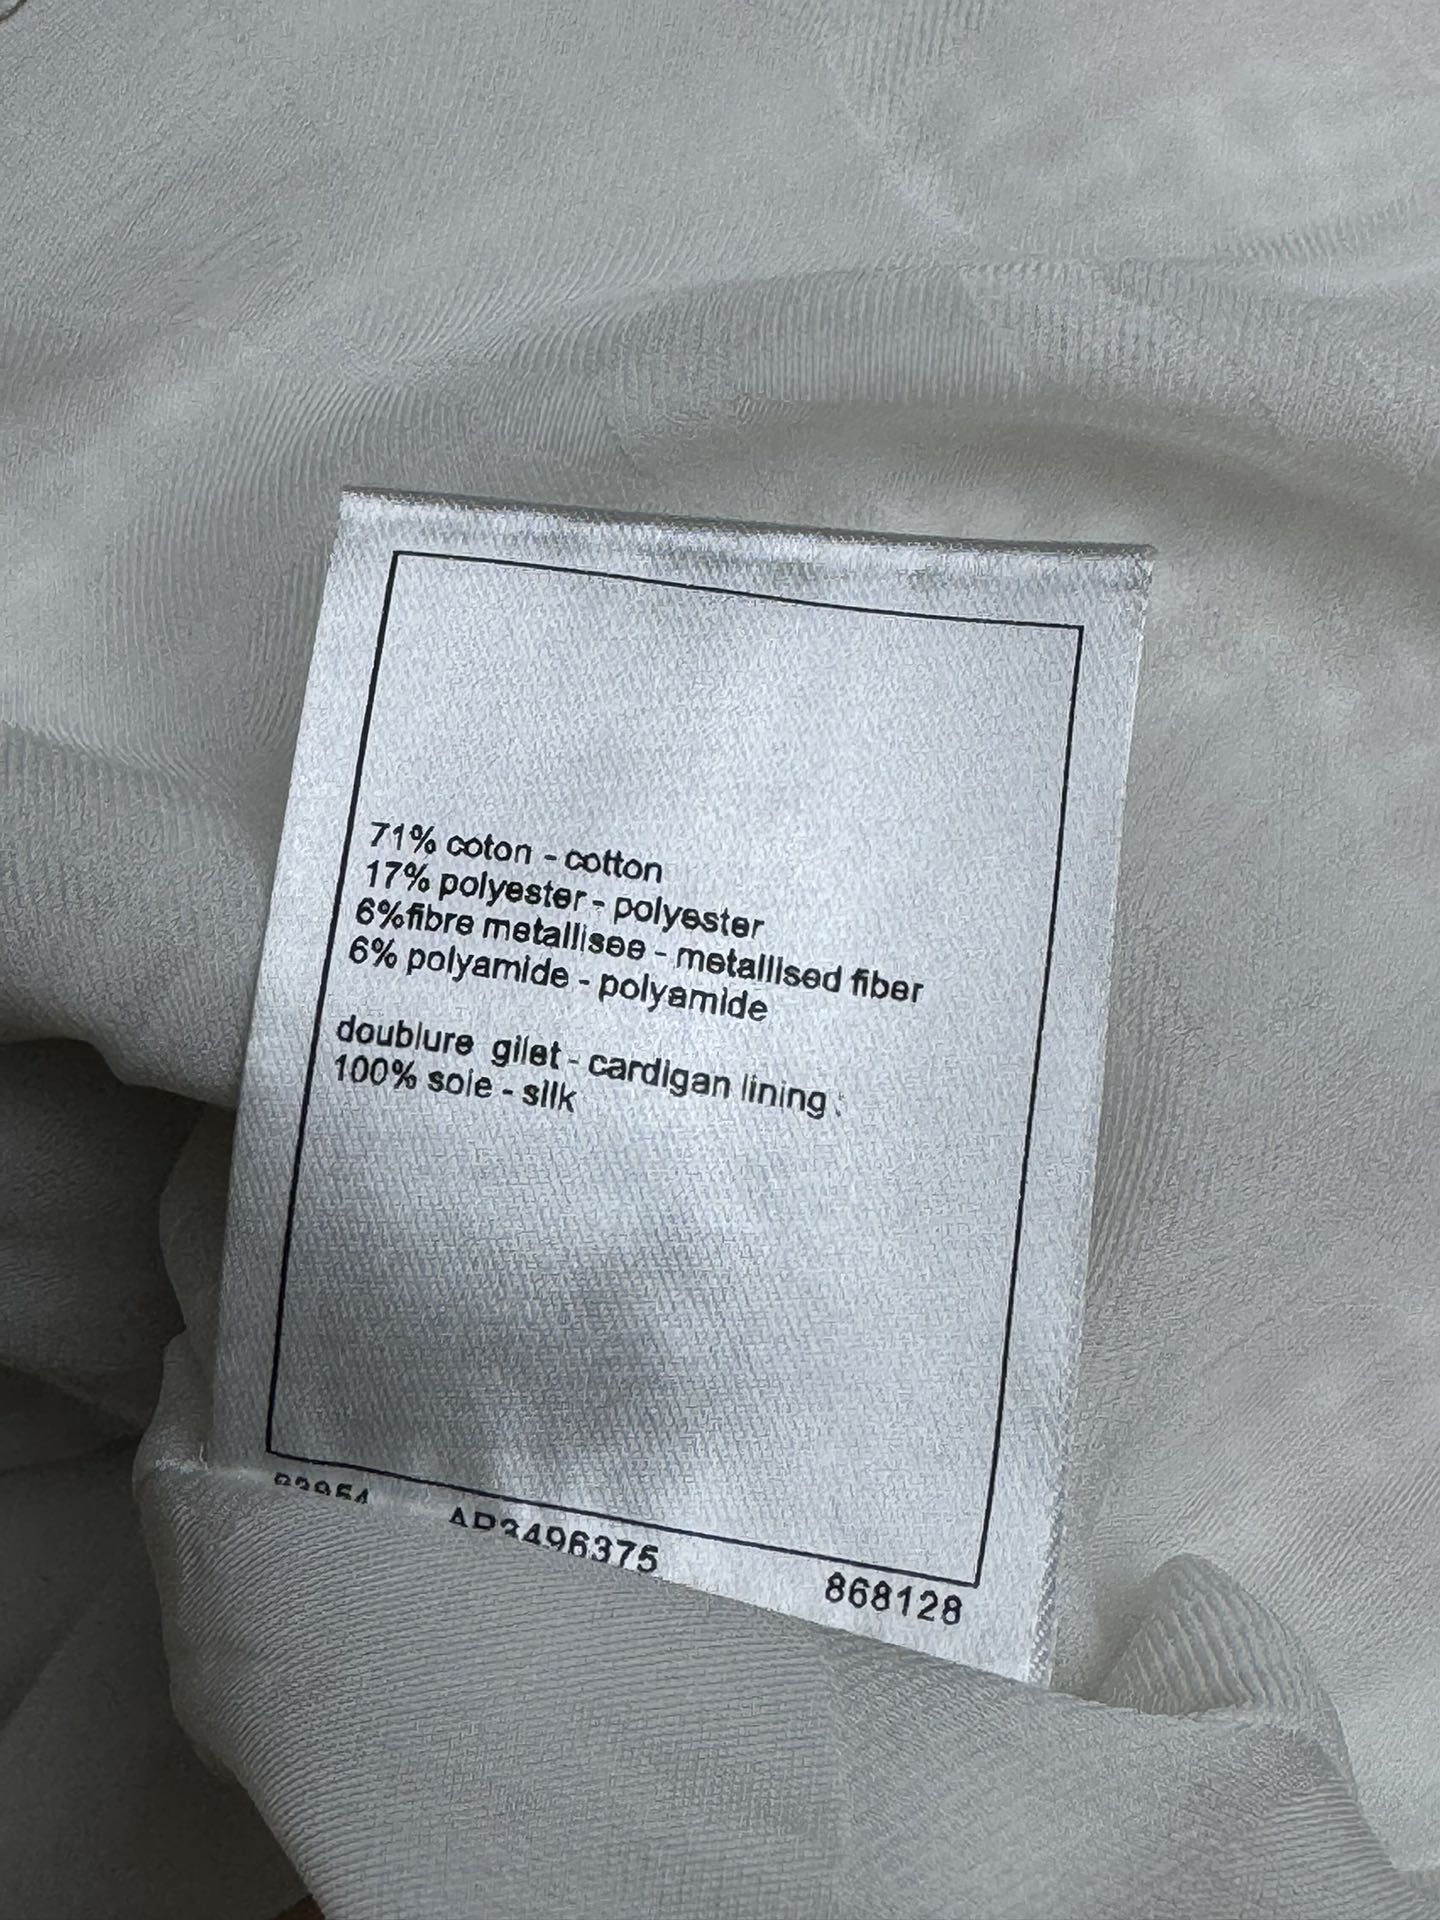 71% coton - cotton
17% polyester - polyester
6%fibre metallisee - metallised fiber
6% polyamide - polyamide
doublure gilet - cardigan lining :
100% soie - silk
868128